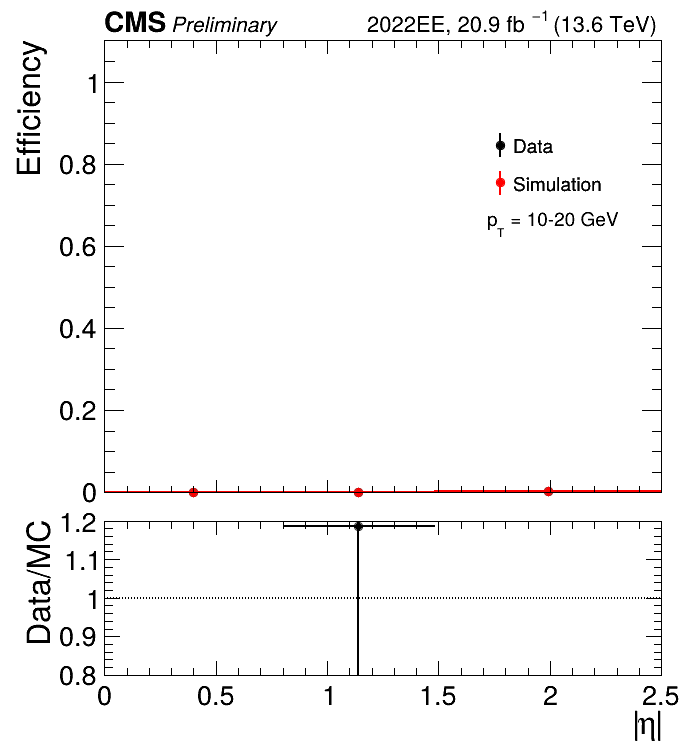 CMS Preliminary 2022EE, 20.9 fb⁻¹ (13.6 TeV)
Efficiency
1
0.8
0.6
0.4
0.2
0
Data
Simulation
p_T = 10-20 GeV
Data/MC
1.2
1.1
1
0.9
0.8
0 0.5 1 1.5 2 2.5
|η|